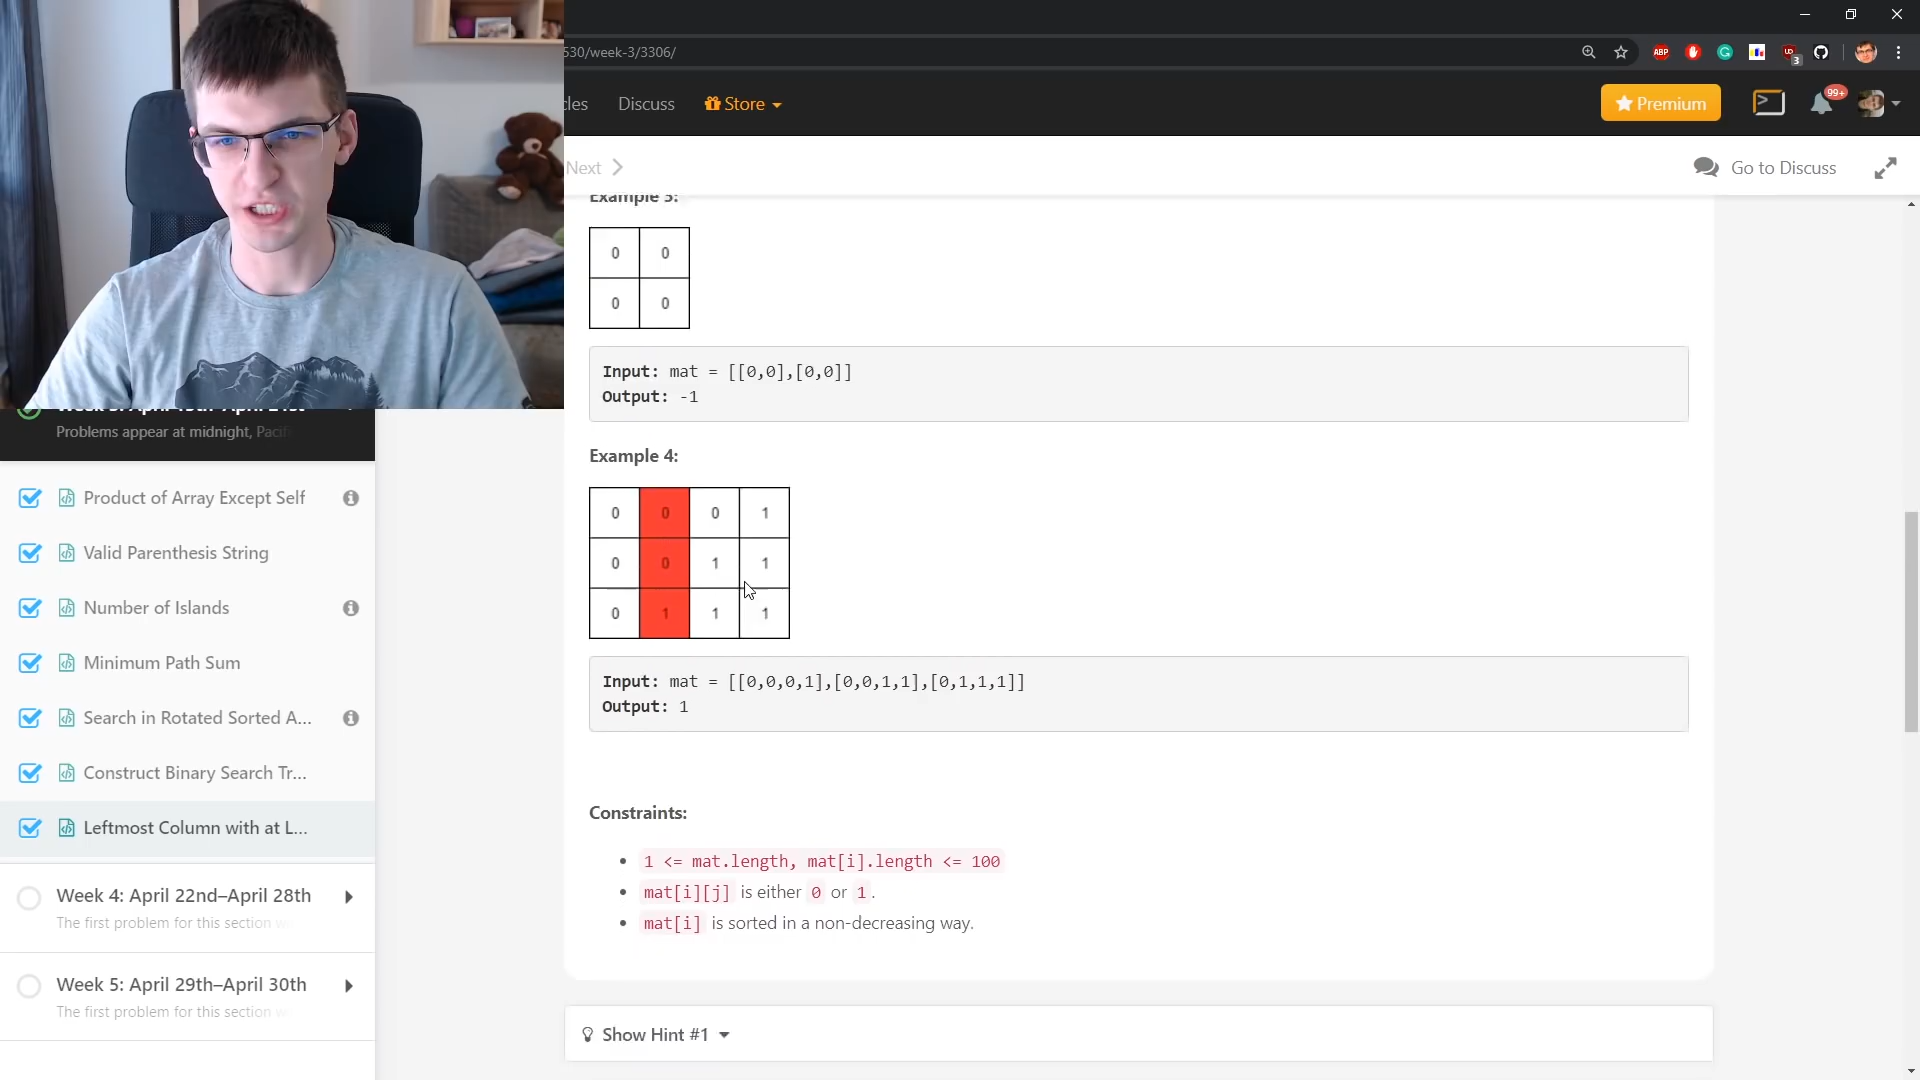 530/week-3/3306/
ABP
UD
3
cles
Discuss
Store
Premium
99+
Next
Go to Discuss
Example 3:
0 0
0 0
Input: mat = [[0,0],[0,0]]
Output: -1
Example 4:
0 0 0 1
0 0 1 1
0 1 1 1
Input: mat = [[0,0,0,1],[0,0,1,1],[0,1,1,1]]
Output: 1
Constraints:
1 <= mat.length, mat[i].length <= 100
mat[i][j] is either 0 or 1.
mat[i] is sorted in a non-decreasing way.
Show Hint #1
Problems appear at midnight, Pacif
Product of Array Except Self
Valid Parenthesis String
Number of Islands
Minimum Path Sum
Search in Rotated Sorted A...
Construct Binary Search Tr...
Leftmost Column with at L...
Week 4: April 22nd–April 28th
The first problem for this section w
Week 5: April 29th–April 30th
The first problem for this section w